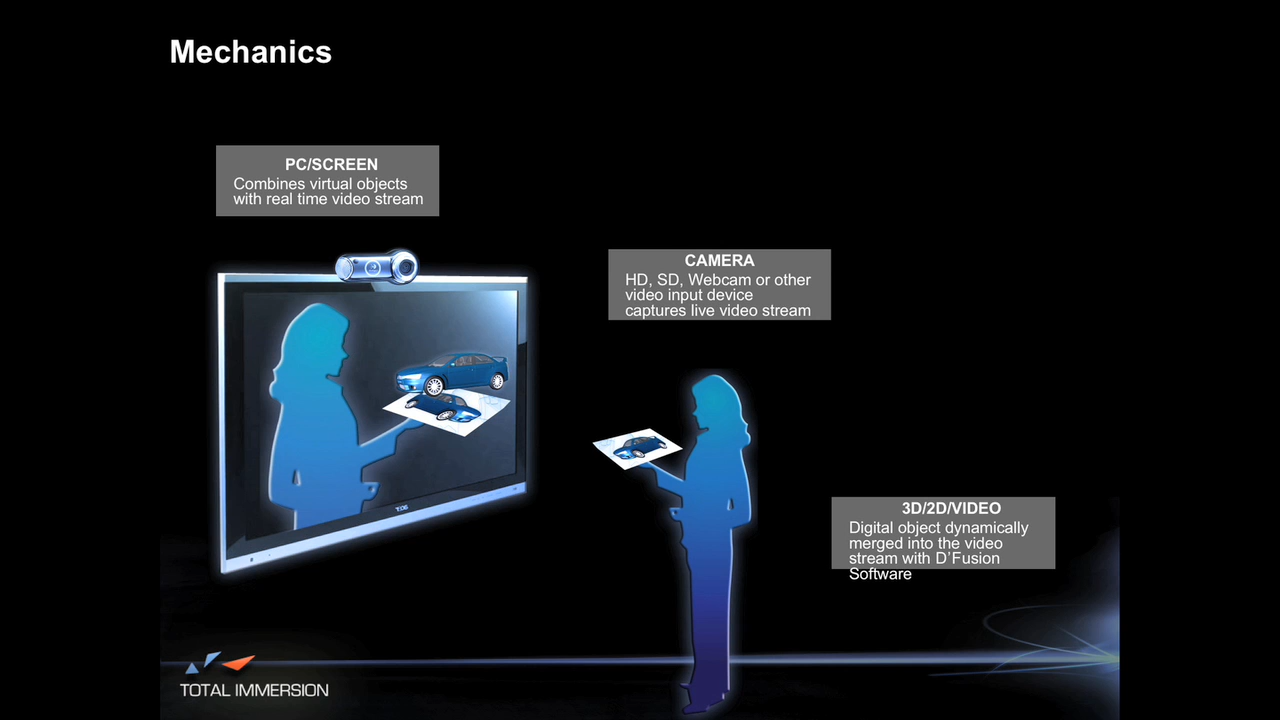 Mechanics
PC/SCREEN
Combines virtual objects
with real time video stream
CAMERA
HD, SD, Webcam or other
video input device
captures live video stream
3D/2D/VIDEO
Digital object dynamically
merged into the video
stream with D’Fusion
Software
TOTAL IMMERSION